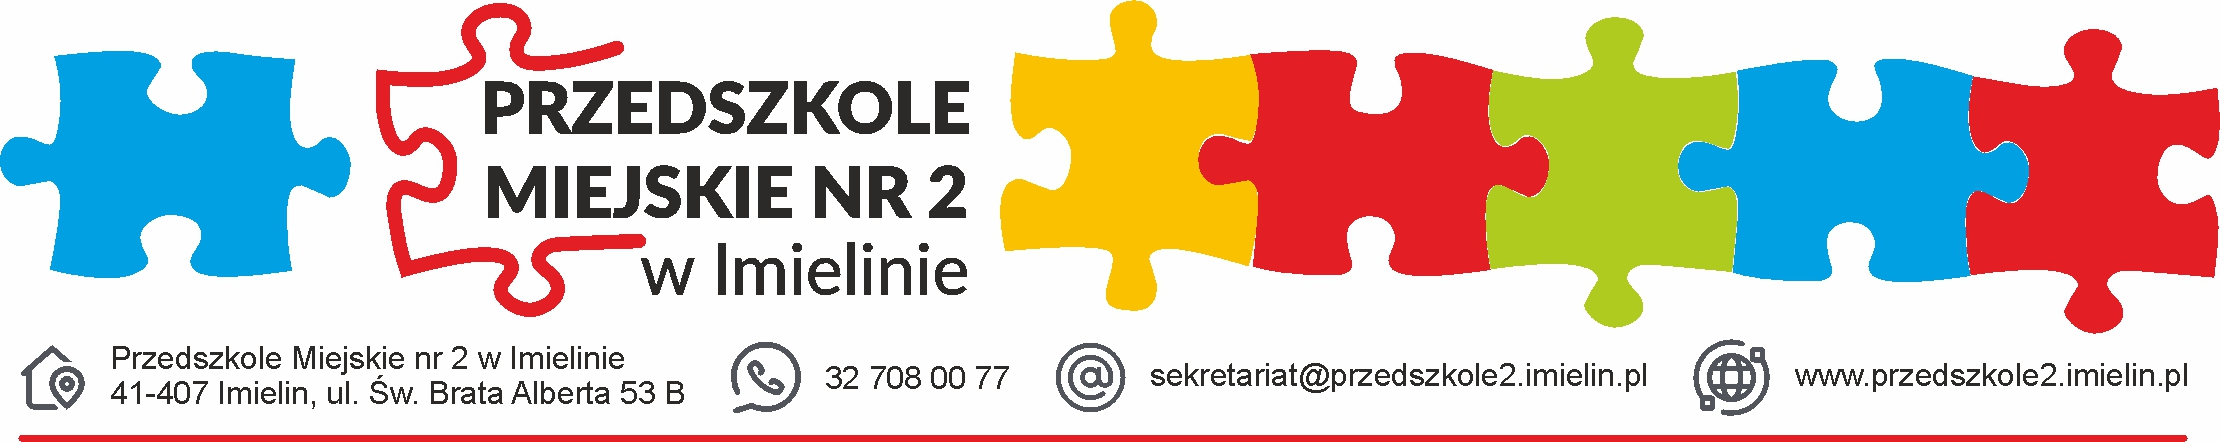 PRZEDSZKOLE
MIEJSKIE NR 2
w Imielinie
Przedszkole Miejskie nr 2 w Imielinie
41-407 Imielin, ul. Św. Brata Alberta 53 B
32 708 00 77
sekretariat@przedszkole2.imielin.pl
www.przedszkole2.imielin.pl